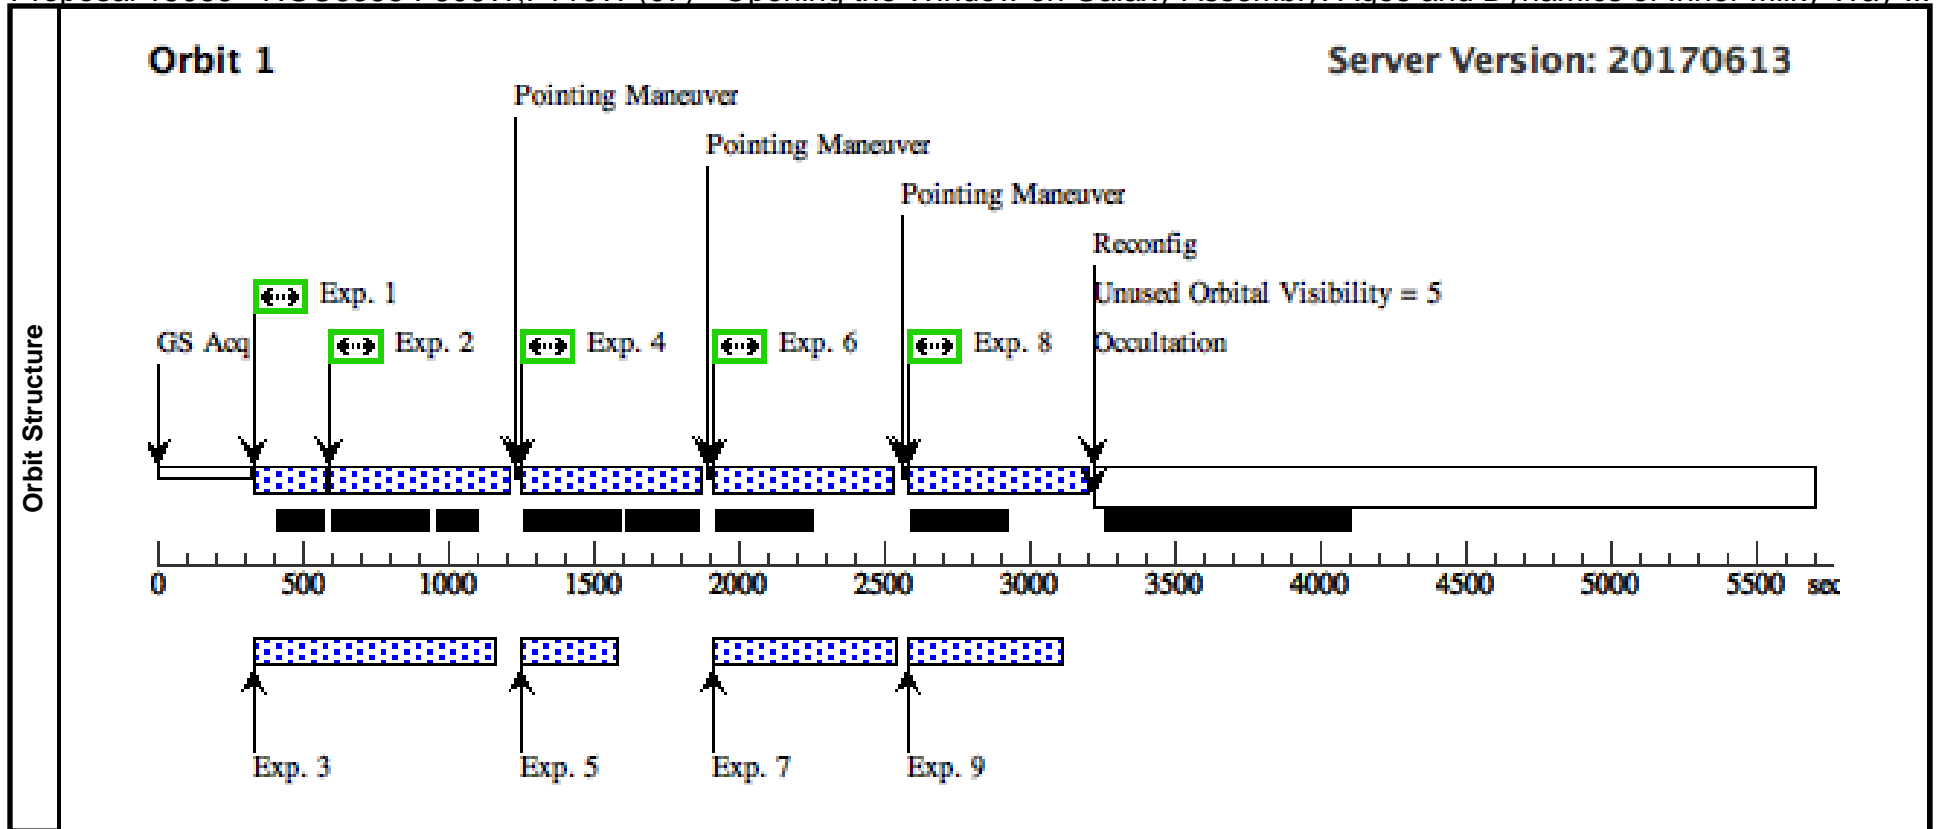 Orbit 1
Server Version: 20170613
Pointing Maneuver
Pointing Maneuver
Pointing Maneuver
Reconfig
Exp. 1
Unused Orbital Visibility = 5
GS Acq
Exp. 2
Exp. 4
Exp. 6
Exp. 8
Occultation
Orbit Structure
0 500 1000 1500 2000 2500 3000 3500 4000 4500 5000 5500 sec
Exp. 3
Exp. 5
Exp. 7
Exp. 9